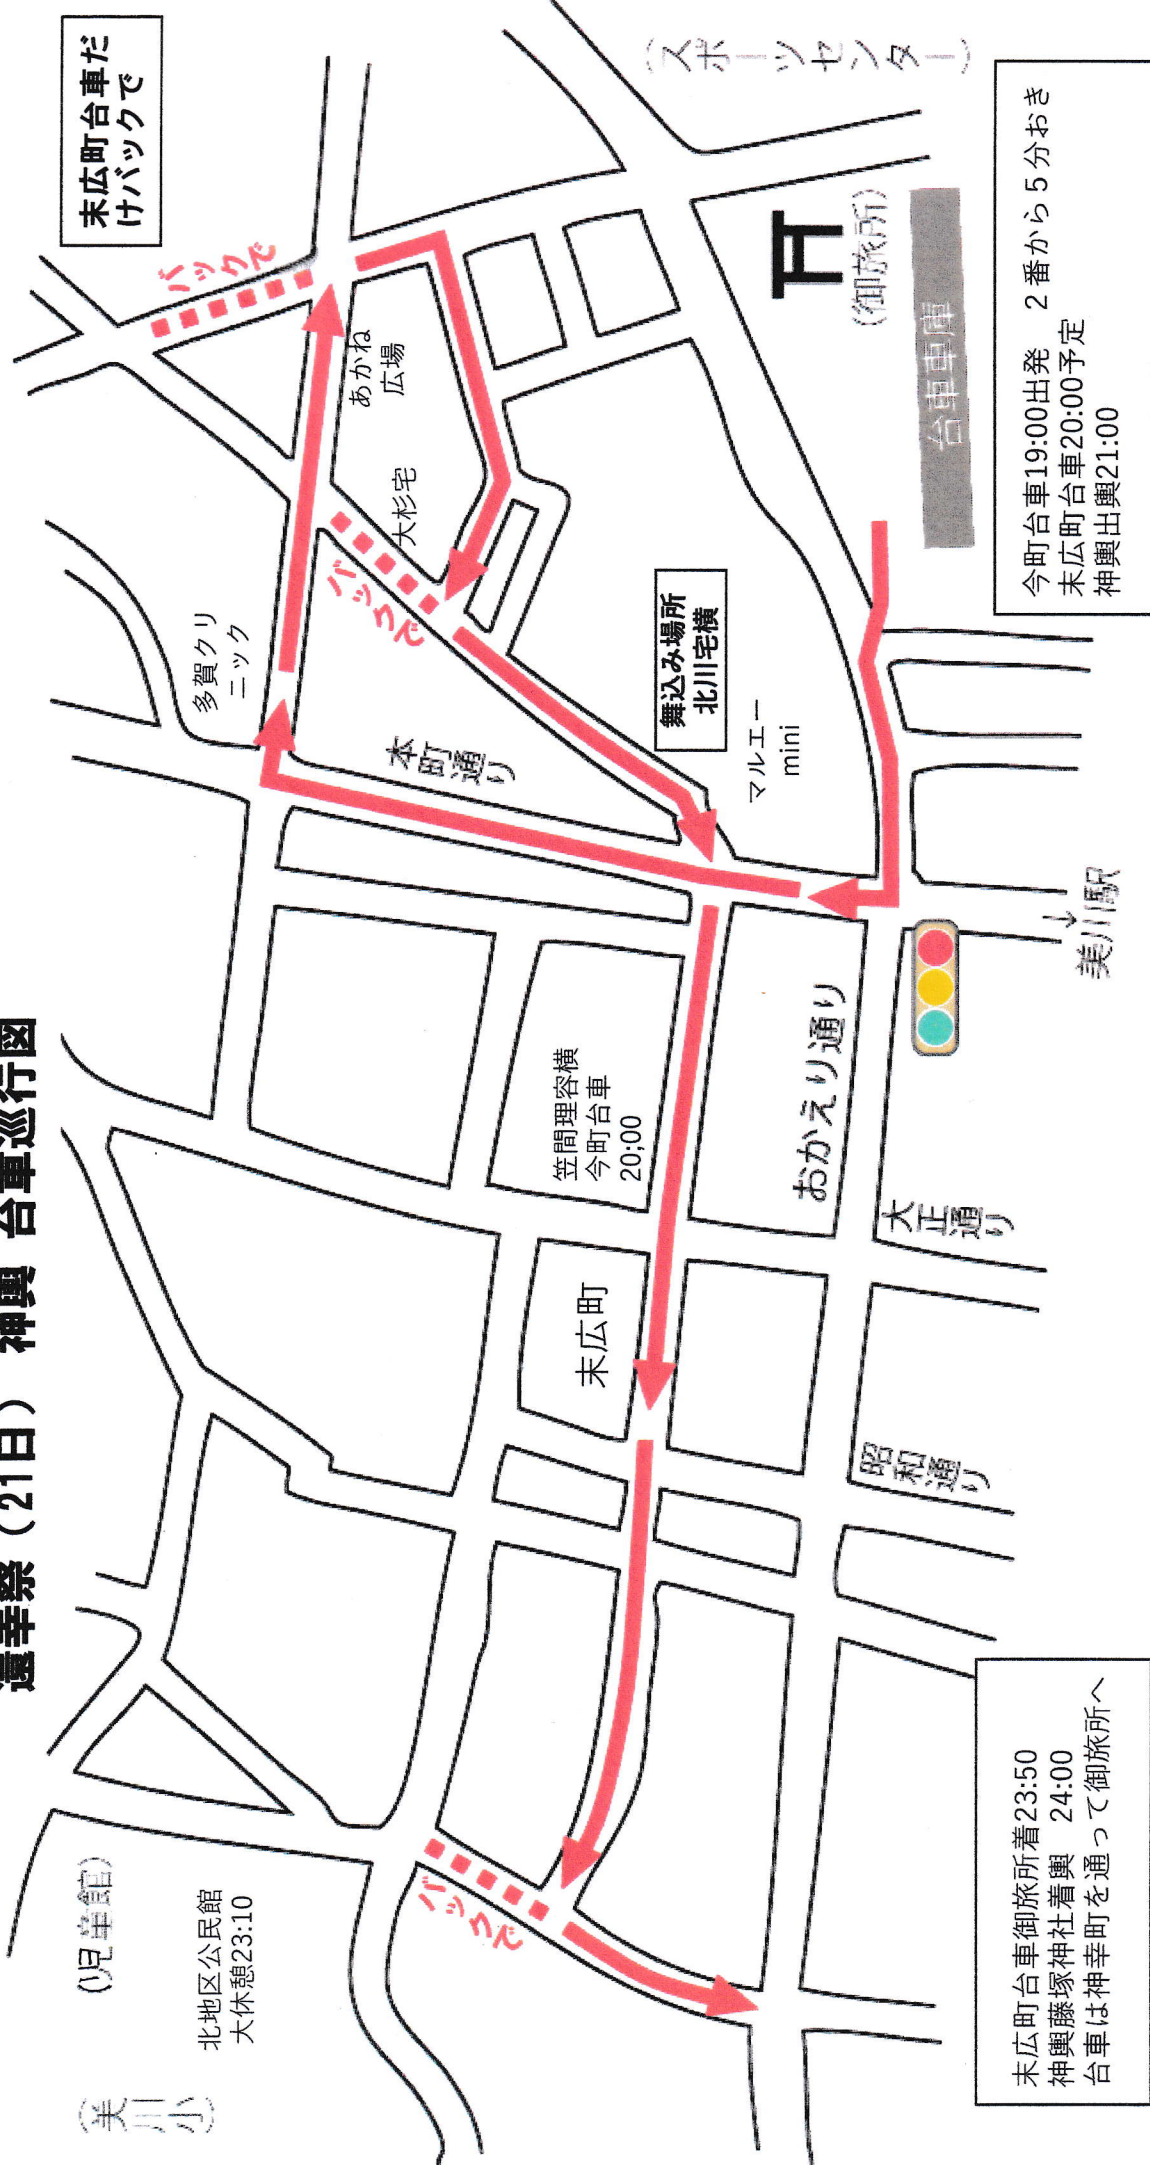 還幸祭（21日） 神輿 台車巡行図
末広町台車だ
けバックで
バックで
（スポーツセンター）
あかね
広場
（御旅所）
台車車庫
今町台車19:00出発　２番から５分おき
末広町台車20:00予定
神輿出輿21:00
大杉宅
バックで
多賀クリ
ニック
本町通り
舞込み場所
北川宅横
マルエー
mini
↓
美川駅
笠間理容横
今町台車
20;00
おかえり通り
大正通り
末広町
昭和通り
バックで
（児童館）
北地区公民館
大休憩23:10
（美川小）
末広町台車御旅所着23:50
神輿藤塚神社着輿　24:00
台車は神幸町を通って御旅所へ